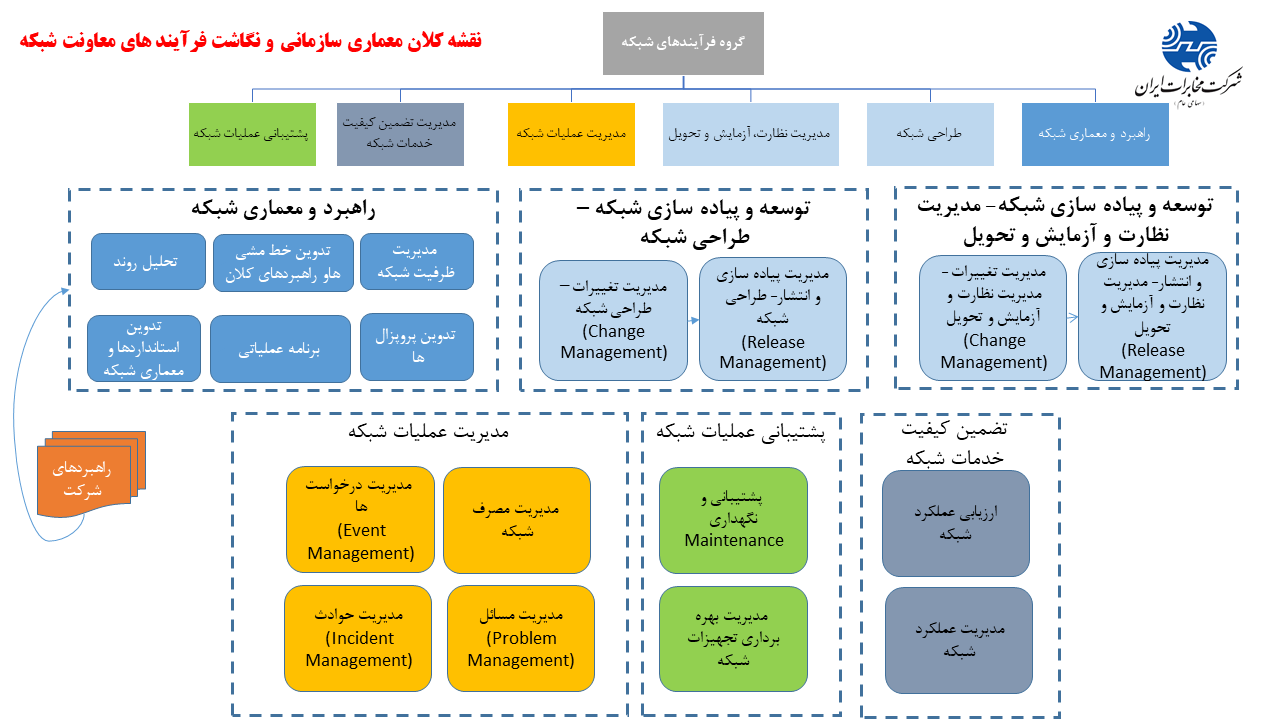 نقشه کلان معماری سازمانی و نگاشت فرآیند های معاونت شبکه
گروه فرآیندهای شبکه
شرکت مخابرات ایران
(سهامی عام)
راهبرد و معماری شبکه
طراحی شبکه
مدیریت نظارت، آزمایش و تحویل
مدیریت عملیات شبکه
مدیریت تضمین کیفیت
خدمات شبکه
پشتیبانی عملیات شبکه
توسعه و پیاده سازی شبکه - مدیریت
نظارت و آزمایش و تحویل
مدیریت پیاده سازی
و انتشار- مدیریت
نظارت و آزمایش و
تحویل
(Release
Management)
مدیریت تغییرات -
مدیریت نظارت و
آزمایش و تحویل
(Change
Management)
توسعه و پیاده سازی شبکه –
طراحی شبکه
مدیریت پیاده سازی
و انتشار- طراحی
شبکه
(Release
Management)
مدیریت تغییرات –
طراحی شبکه
(Change
Management)
راهبرد و معماری شبکه
مدیریت
ظرفیت شبکه
تدوین خط مشی
هاو راهبردهای کلان
تحلیل روند
تدوین پروپزال
ها
برنامه عملیاتی
تدوین
استانداردها و
معماری شبکه
راهبردهای
شرکت
تضمین کیفیت
خدمات شبکه
ارزیابی عملکرد
شبکه
مدیریت عملکرد
شبکه
پشتیبانی عملیات شبکه
پشتیبانی و
نگهداری
Maintenance
مدیریت بهره
برداری تجهیزات
شبکه
مدیریت عملیات شبکه
مدیریت مصرف
شبکه
مدیریت درخواست
ها
(Event
Management)
مدیریت مسائل
(Problem
Management)
مدیریت حوادث
(Incident
Management)